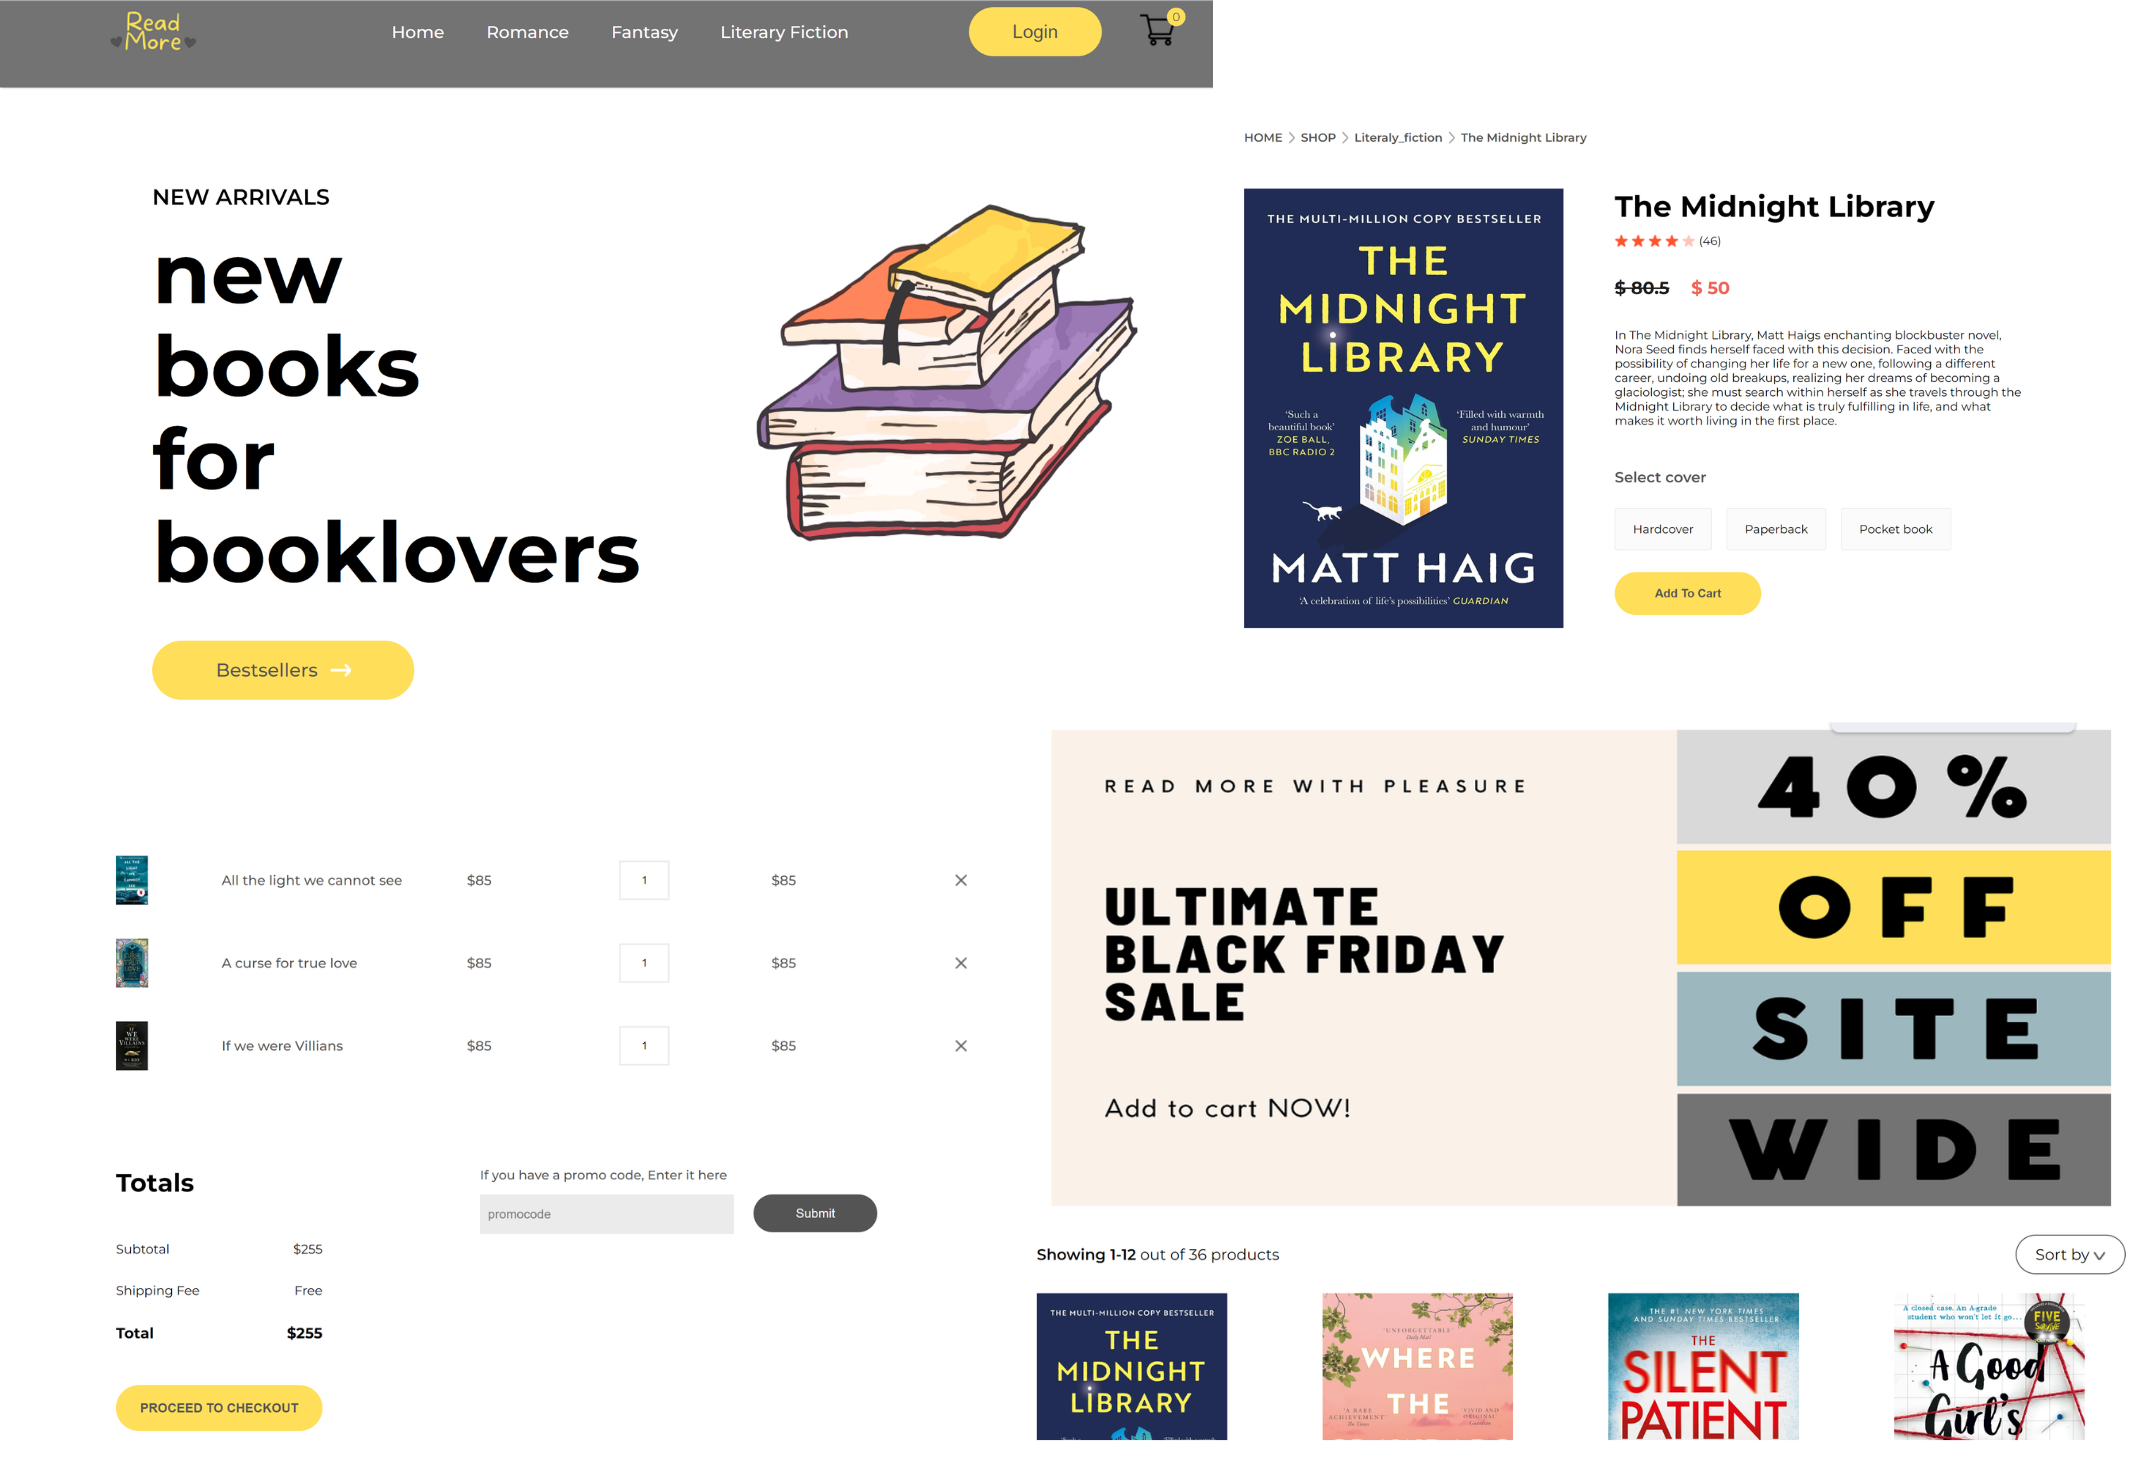 Read
More
Home Romance Fantasy Literary Fiction Login 0
NEW ARRIVALS
new
books
for
booklovers
Bestsellers →
HOME > SHOP > Literaly_fiction > The Midnight Library
THE MULTI-MILLION COPY BESTSELLER
THE
MIDNIGHT
LIBRARY
'Such a
beautiful book'
ZOE BALL,
BBC RADIO 2
'Filled with warmth
and humour'
SUNDAY TIMES
MATT HAIG
'A celebration of life's possibilities' GUARDIAN
The Midnight Library
(46)
$ 80.5 $ 50
In The Midnight Library, Matt Haigs enchanting blockbuster novel,
Nora Seed finds herself faced with this decision. Faced with the
possibility of changing her life for a new one, following a different
career, undoing old breakups, realizing her dreams of becoming a
glaciologist; she must search within herself as she travels through the
Midnight Library to decide what is truly fulfilling in life, and what
makes it worth living in the first place.
Select cover
Hardcover Paperback Pocket book
Add To Cart
All the light we cannot see $85 1 $85
A curse for true love $85 1 $85
If we were Villians $85 1 $85
Totals
Subtotal $255
Shipping Fee Free
Total $255
PROCEED TO CHECKOUT
If you have a promo code, Enter it here
promocode
Submit
READ MORE WITH PLEASURE
ULTIMATE
BLACK FRIDAY
SALE
Add to cart NOW!
40%
OFF
SITE
WIDE
Showing 1-12 out of 36 products
Sort by
THE MULTI-MILLION COPY BESTSELLER
THE
MIDNIGHT
LIBRARY
'UNFORGETTABLE'
Daily Mail
WHERE
THE
'A RARE
ACHIEVEMENT'
The Times
'VIVID AND
ORIGINAL'
Guardian
THE #1 NEW YORK TIMES
AND SUNDAY TIMES BESTSELLER
THE
SILENT
PATIENT
A closed case. An A-grade
student who won't let it go...
FIVE
A Good
Girl's